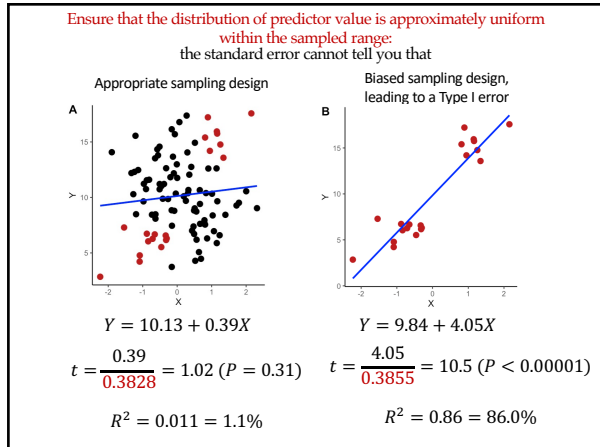 Ensure that the distribution of predictor value is approximately uniform
within the sampled range:
the standard error cannot tell you that
Appropriate sampling design
Biased sampling design,
leading to a Type I error
A
15
10
5
Y
-2
-1
0
1
2
X
B
15
10
5
0
Y
-2
-1
0
1
2
X
Y = 10.13 + 0.39X
Y = 9.84 + 4.05X
t = 0.39/0.3828 = 1.02 (P = 0.31)
t = 4.05/0.3855 = 10.5 (P < 0.00001)
R² = 0.011 = 1.1%
R² = 0.86 = 86.0%